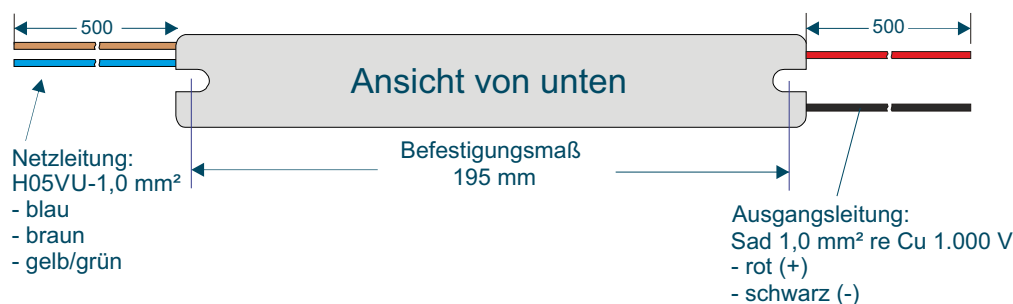 500
500
Ansicht von unten
Befestigungsmaß
195 mm
Netzleitung:
H05VU-1,0 mm²
- blau
- braun
- gelb/grün
Ausgangsleitung:
Sad 1,0 mm² re Cu 1.000 V
- rot (+)
- schwarz (-)